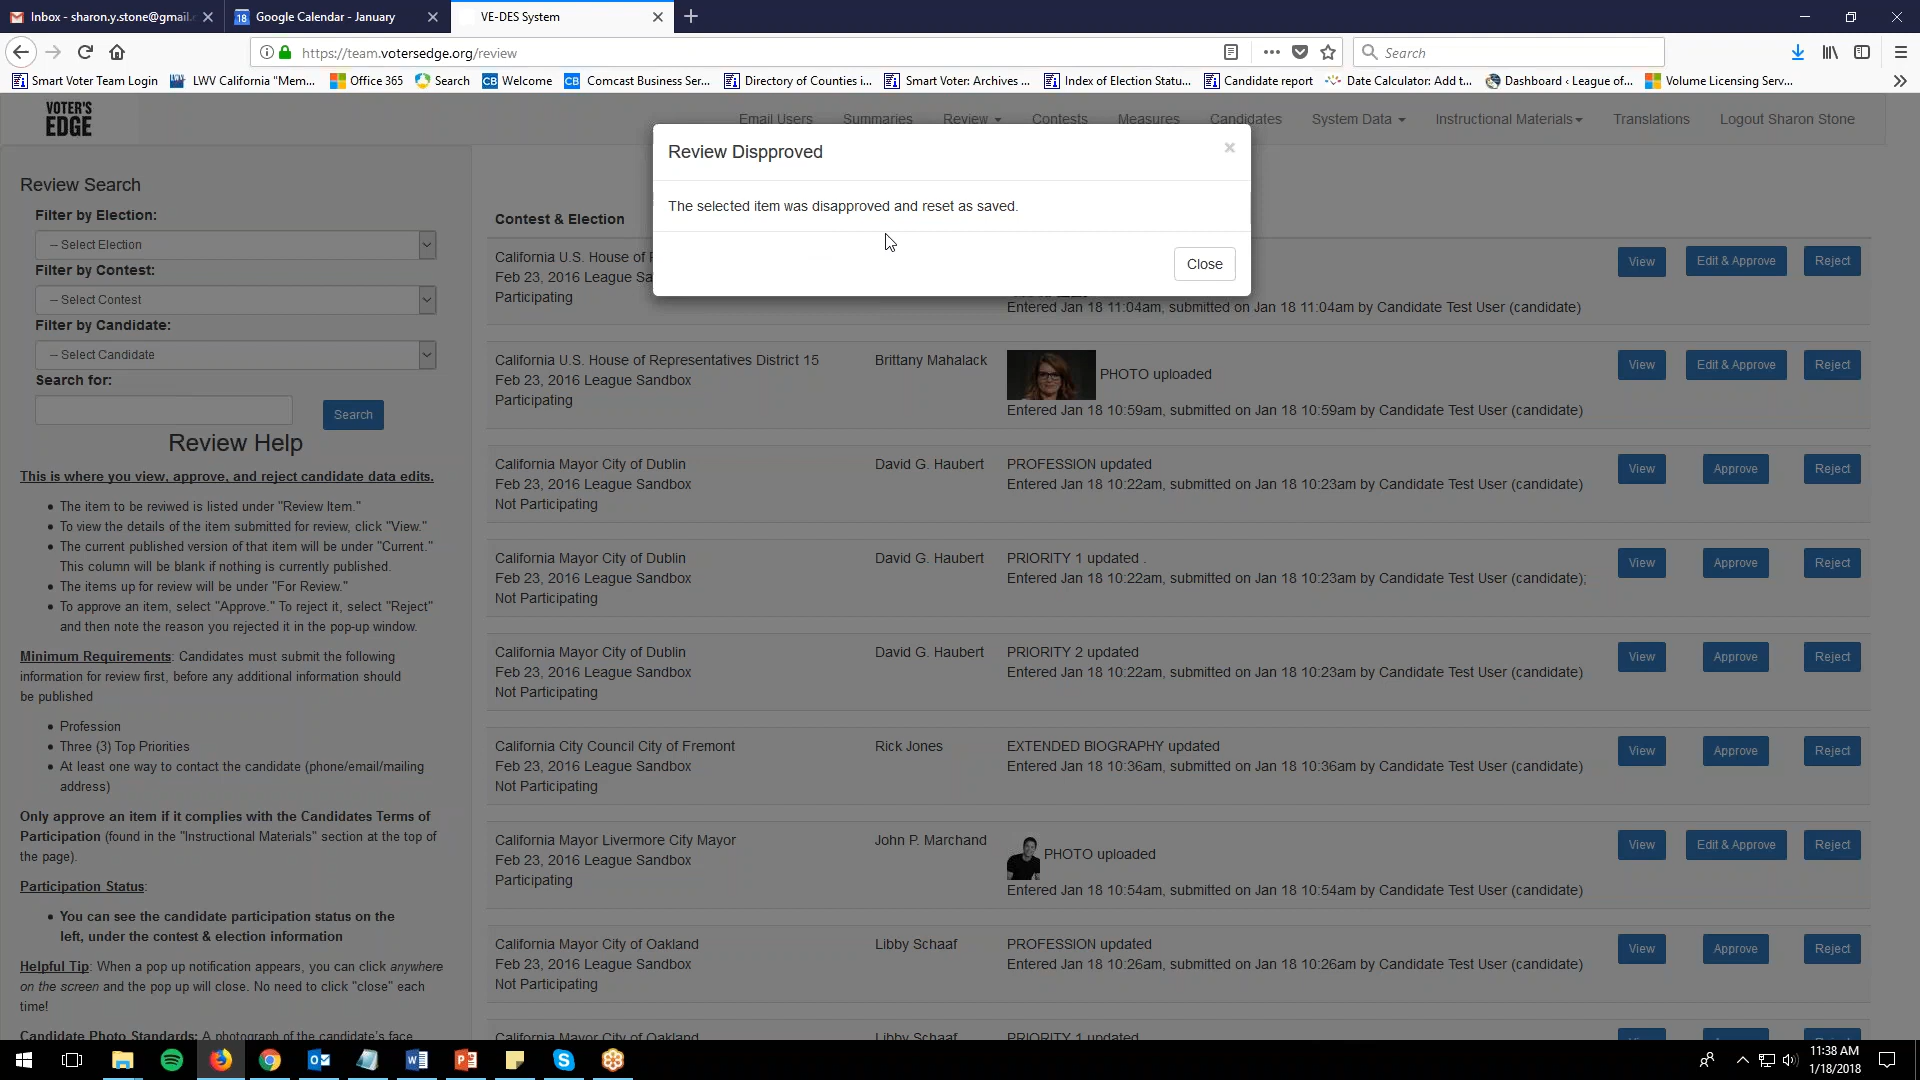 Inbox - sharon.y.stone@gmail.
Google Calendar - January
VE-DES System
https://team.votersedge.org/review
Search
Smart Voter Team Login
LWV California "Mem...
Office 365
Search
Welcome
Comcast Business Ser...
Directory of Counties i...
Smart Voter: Archives ...
Index of Election Statu...
Candidate report
Date Calculator: Add t...
Dashboard ‹ League of...
Volume Licensing Serv...
VOTER'S
EDGE
Email Users
Summaries
Review
Contests
Measures
Candidates
System Data
Instructional Materials
Translations
Logout Sharon Stone
Review Dispproved
×
The selected item was disapproved and reset as saved.
Close
Review Search
Filter by Election:
-- Select Election
Filter by Contest:
-- Select Contest
Filter by Candidate:
-- Select Candidate
Search for:
Search
Review Help
This is where you view, approve, and reject candidate data edits.
• The item to be reviwed is listed under "Review Item."
• To view the details of the item submitted for review, click "View."
• The current published version of that item will be under "Current."
This column will be blank if nothing is currently published.
• The items up for review will be under "For Review."
• To approve an item, select "Approve." To reject it, select "Reject"
and then note the reason you rejected it in the pop-up window.
Minimum Requirements: Candidates must submit the following
information for review first, before any additional information should
be published
• Profession
• Three (3) Top Priorities
• At least one way to contact the candidate (phone/email/mailing
address)
Only approve an item if it complies with the Candidates Terms of
Participation (found in the "Instructional Materials" section at the top of
the page).
Participation Status:
• You can see the candidate participation status on the
left, under the contest & election information
Helpful Tip: When a pop up notification appears, you can click anywhere
on the screen and the pop up will close. No need to click "close" each
time!
Candidate Photo Standards: A photograph of the candidate's face
Contest & Election
California U.S. House of
Feb 23, 2016 League Sa
Participating
Entered Jan 18 11:04am, submitted on Jan 18 11:04am by Candidate Test User (candidate)
View
Edit & Approve
Reject
California U.S. House of Representatives District 15
Feb 23, 2016 League Sandbox
Participating
Brittany Mahalack
PHOTO uploaded
Entered Jan 18 10:59am, submitted on Jan 18 10:59am by Candidate Test User (candidate)
View
Edit & Approve
Reject
California Mayor City of Dublin
Feb 23, 2016 League Sandbox
Not Participating
David G. Haubert
PROFESSION updated
Entered Jan 18 10:22am, submitted on Jan 18 10:23am by Candidate Test User (candidate)
View
Approve
Reject
California Mayor City of Dublin
Feb 23, 2016 League Sandbox
Not Participating
David G. Haubert
PRIORITY 1 updated .
Entered Jan 18 10:22am, submitted on Jan 18 10:23am by Candidate Test User (candidate);
View
Approve
Reject
California Mayor City of Dublin
Feb 23, 2016 League Sandbox
Not Participating
David G. Haubert
PRIORITY 2 updated
Entered Jan 18 10:22am, submitted on Jan 18 10:23am by Candidate Test User (candidate)
View
Approve
Reject
California City Council City of Fremont
Feb 23, 2016 League Sandbox
Not Participating
Rick Jones
EXTENDED BIOGRAPHY updated
Entered Jan 18 10:36am, submitted on Jan 18 10:36am by Candidate Test User (candidate)
View
Approve
Reject
California Mayor Livermore City Mayor
Feb 23, 2016 League Sandbox
Participating
John P. Marchand
PHOTO uploaded
Entered Jan 18 10:54am, submitted on Jan 18 10:54am by Candidate Test User (candidate)
View
Edit & Approve
Reject
California Mayor City of Oakland
Feb 23, 2016 League Sandbox
Not Participating
Libby Schaaf
PROFESSION updated
Entered Jan 18 10:26am, submitted on Jan 18 10:26am by Candidate Test User (candidate)
View
Approve
Reject
California Mayor City of Oakland
Libby Schaaf
PRIORITY 1 updated
11:38 AM
1/18/2018